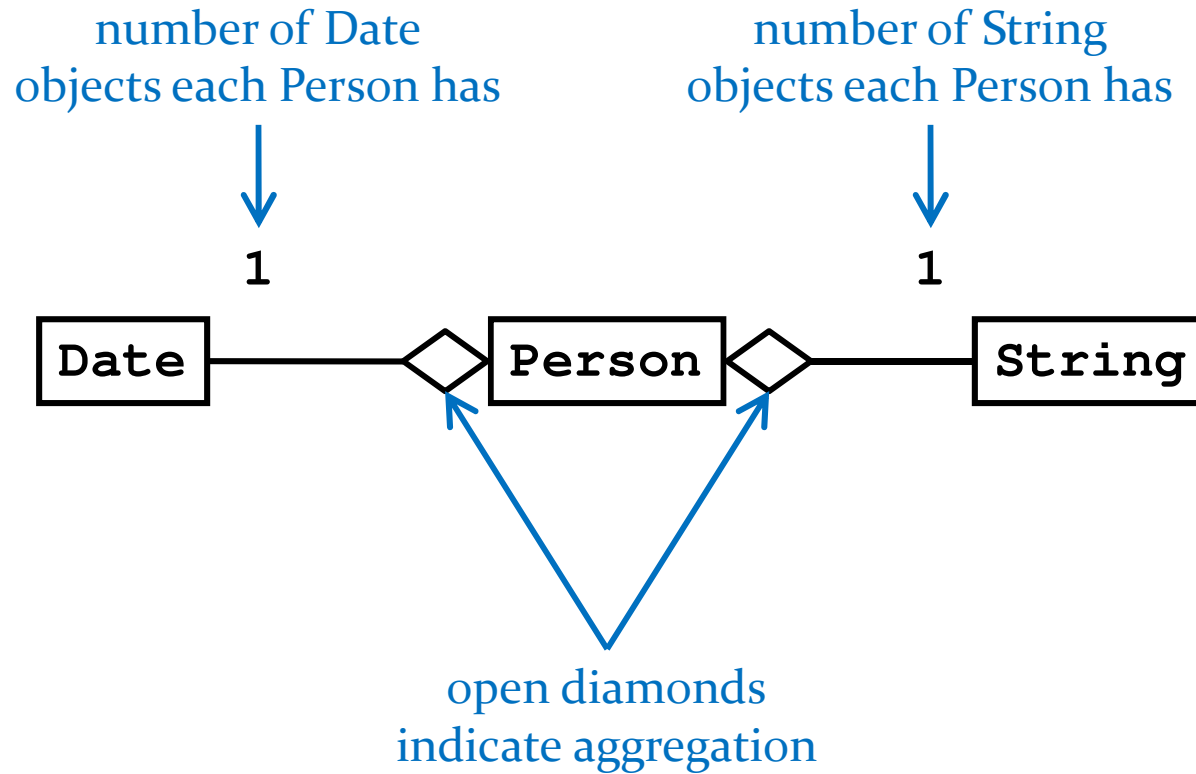 number of Date
objects each Person has
number of String
objects each Person has
1
1
Date
Person
String
open diamonds
indicate aggregation